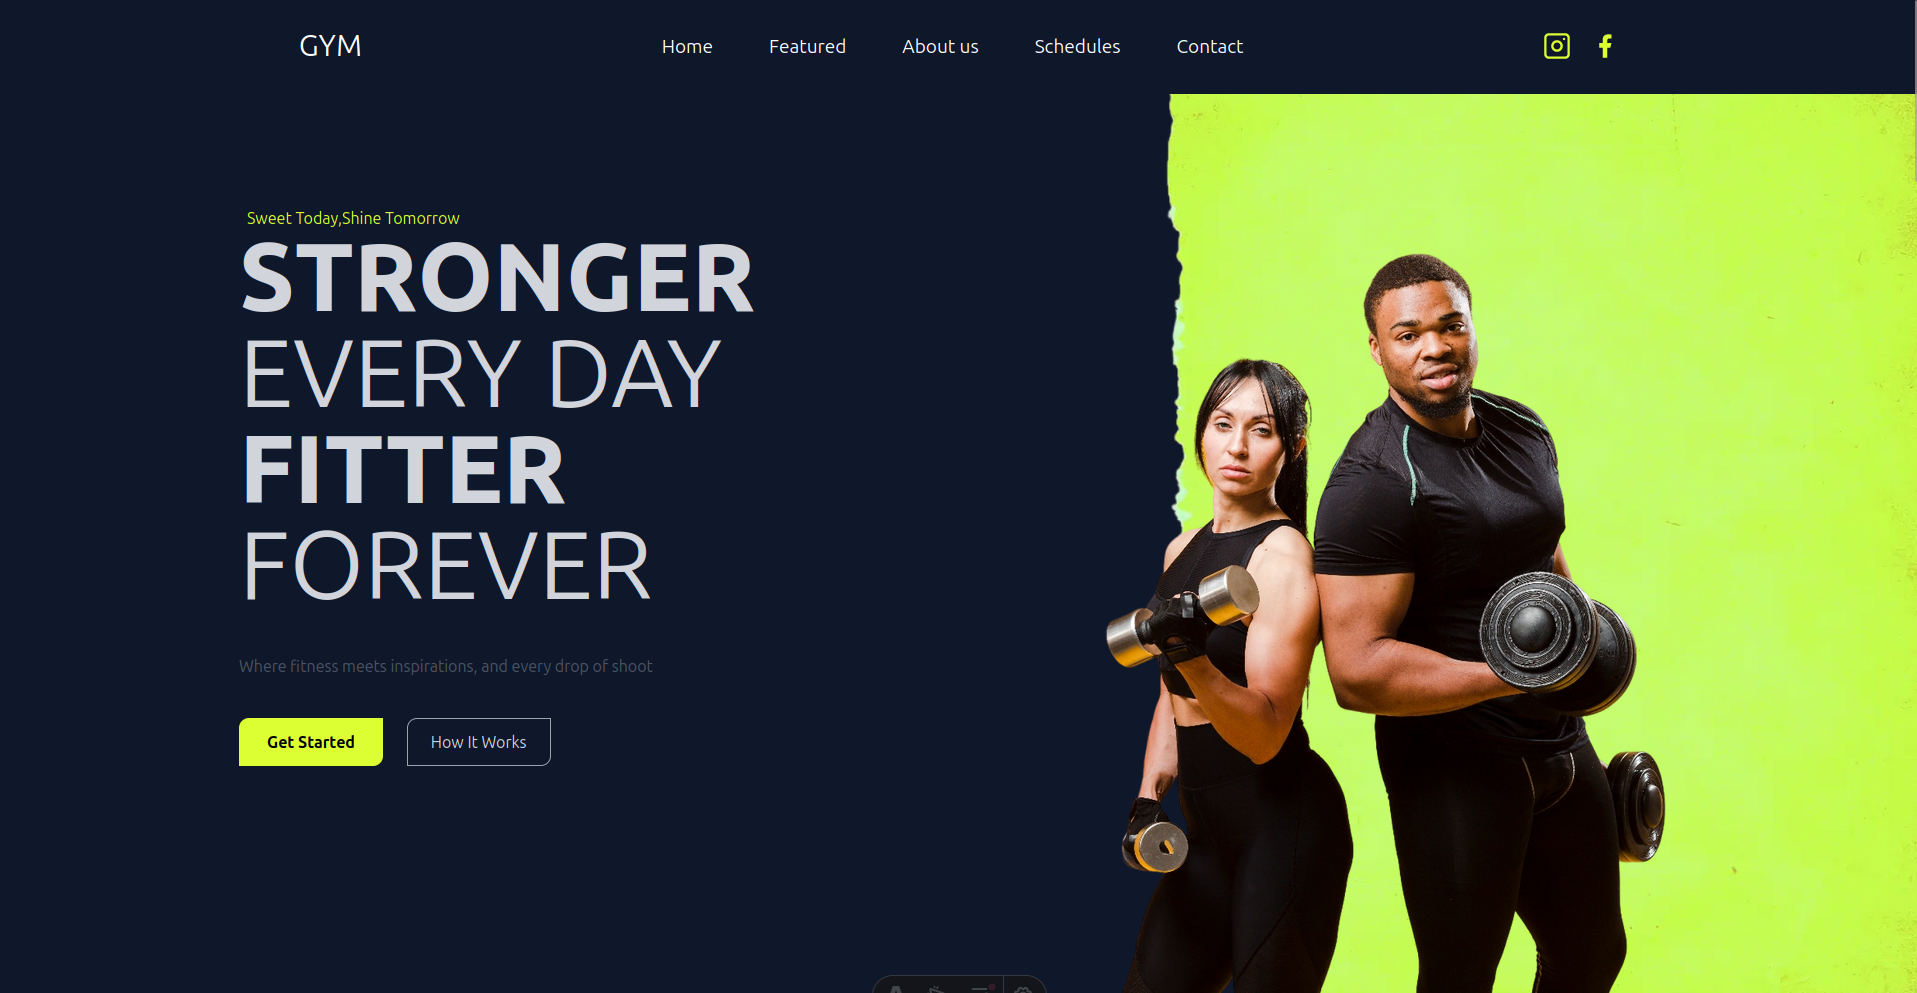 GYM
Home Featured About us Schedules Contact
Sweet Today,Shine Tomorrow
STRONGER
EVERY DAY
FITTER
FOREVER
Where fitness meets inspirations, and every drop of shoot
Get Started How It Works